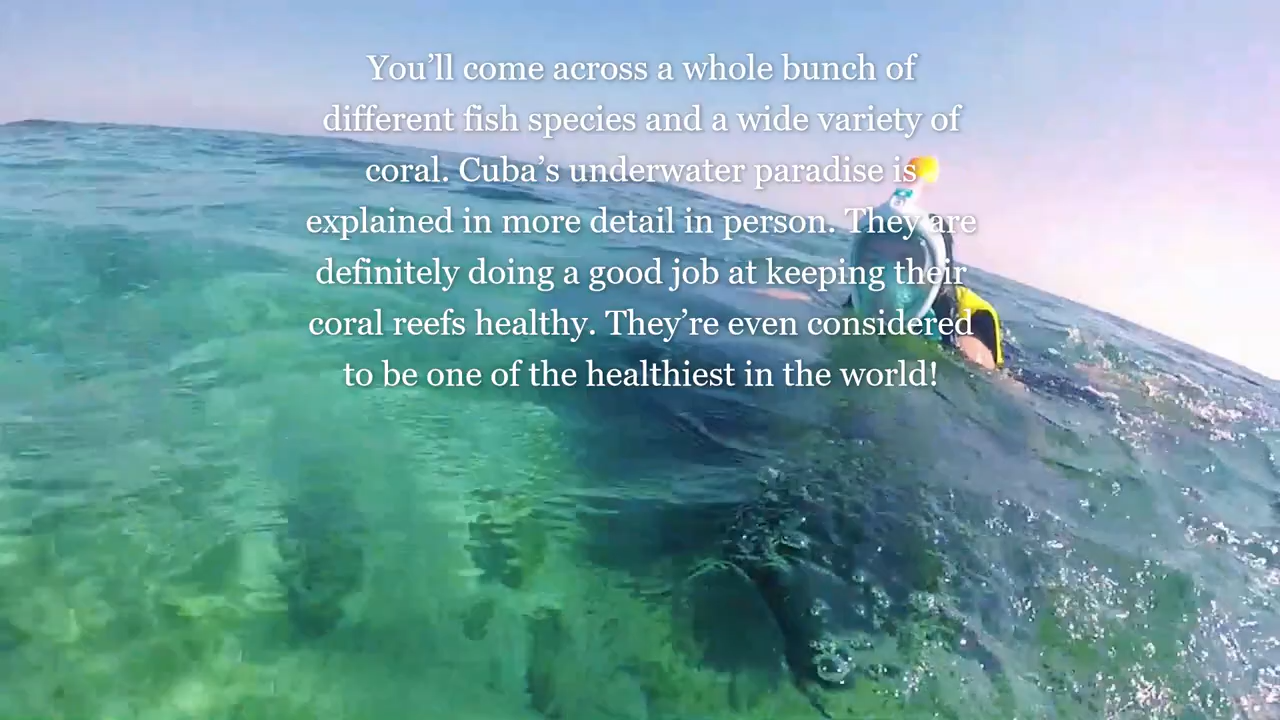 You’ll come across a whole bunch of
different fish species and a wide variety of
coral. Cuba’s underwater paradise is
explained in more detail in person. They are
definitely doing a good job at keeping their
coral reefs healthy. They’re even considered
to be one of the healthiest in the world!